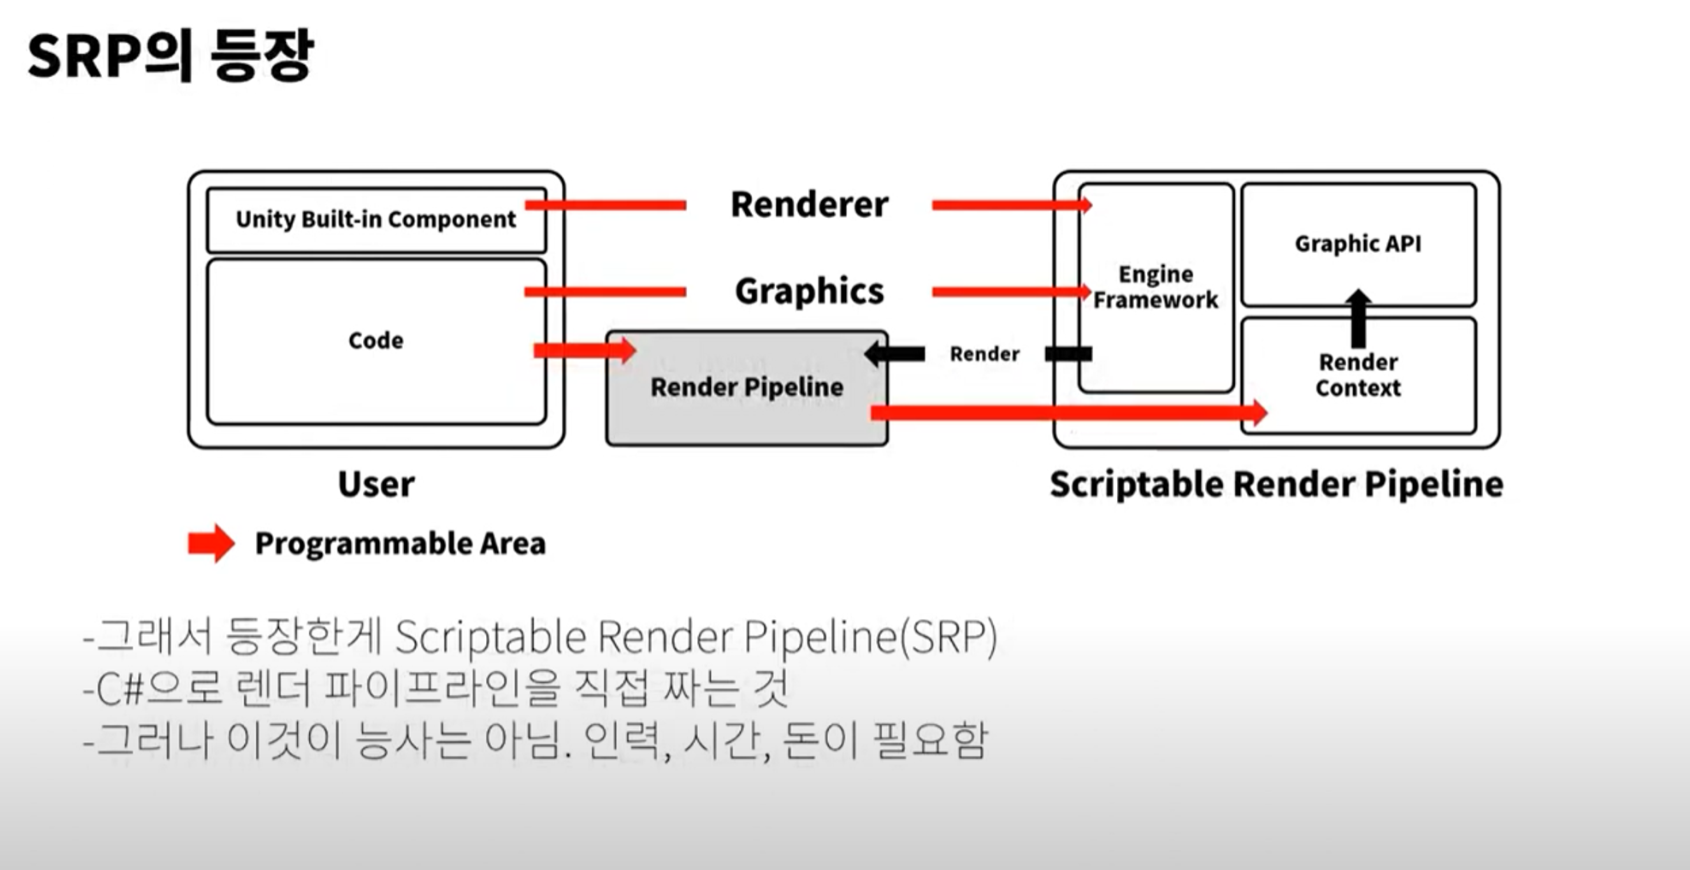 SRP의 등장
Unity Built-in Component
Code
User
Renderer
Graphics
Render Pipeline
Render
Engine
Framework
Graphic API
Render
Context
Scriptable Render Pipeline
Programmable Area
-그래서 등장한게 Scriptable Render Pipeline(SRP)
-C#으로 렌더 파이프라인을 직접 짜는 것
-그러나 이것이 능사는 아님. 인력, 시간, 돈이 필요함